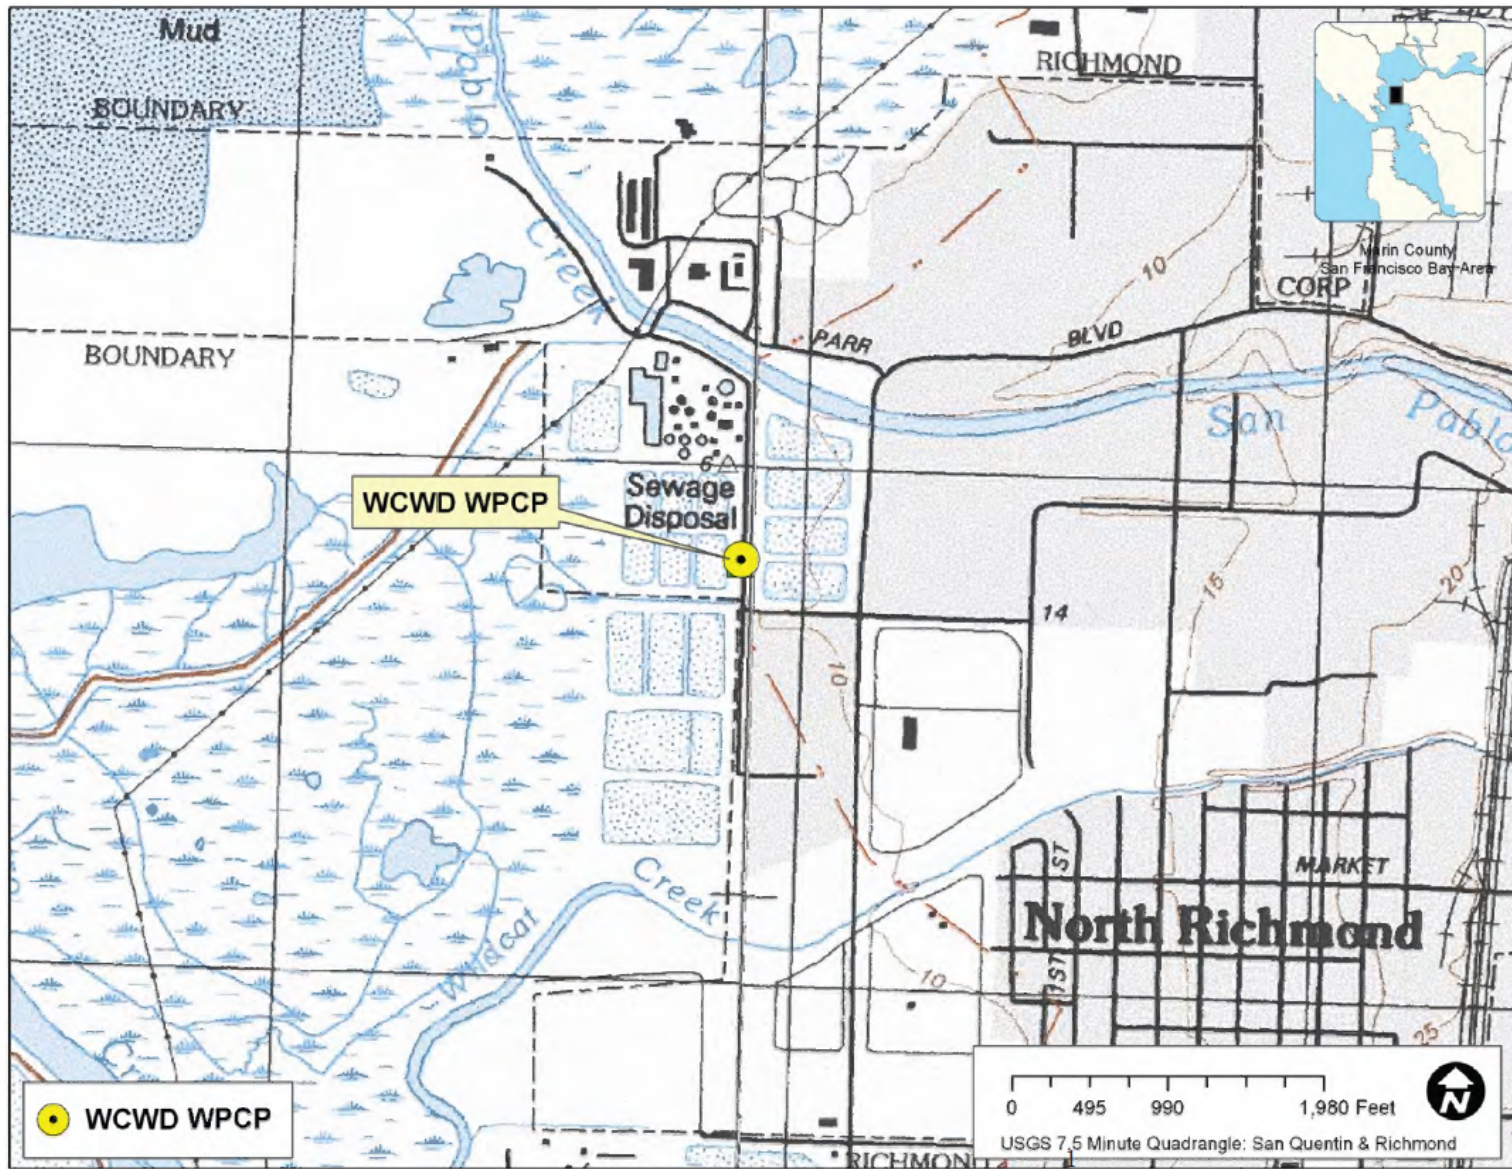 Mud
Pablo
RICHMOND
BOUNDARY
Creek
Marin County
San Francisco Bay Area
10
CORP
PARR
BLVD
BOUNDARY
San
Pablo
6
Sewage
Disposal
WCWD WPCP
15
20
14
10
Creek
Wildcat
ST
MARKET
North Richmond
1ST
10
25
WCWD WPCP
0 495 990 1,980 Feet
N
USGS 7.5 Minute Quadrangle: San Quentin & Richmond
1
RICHMOND